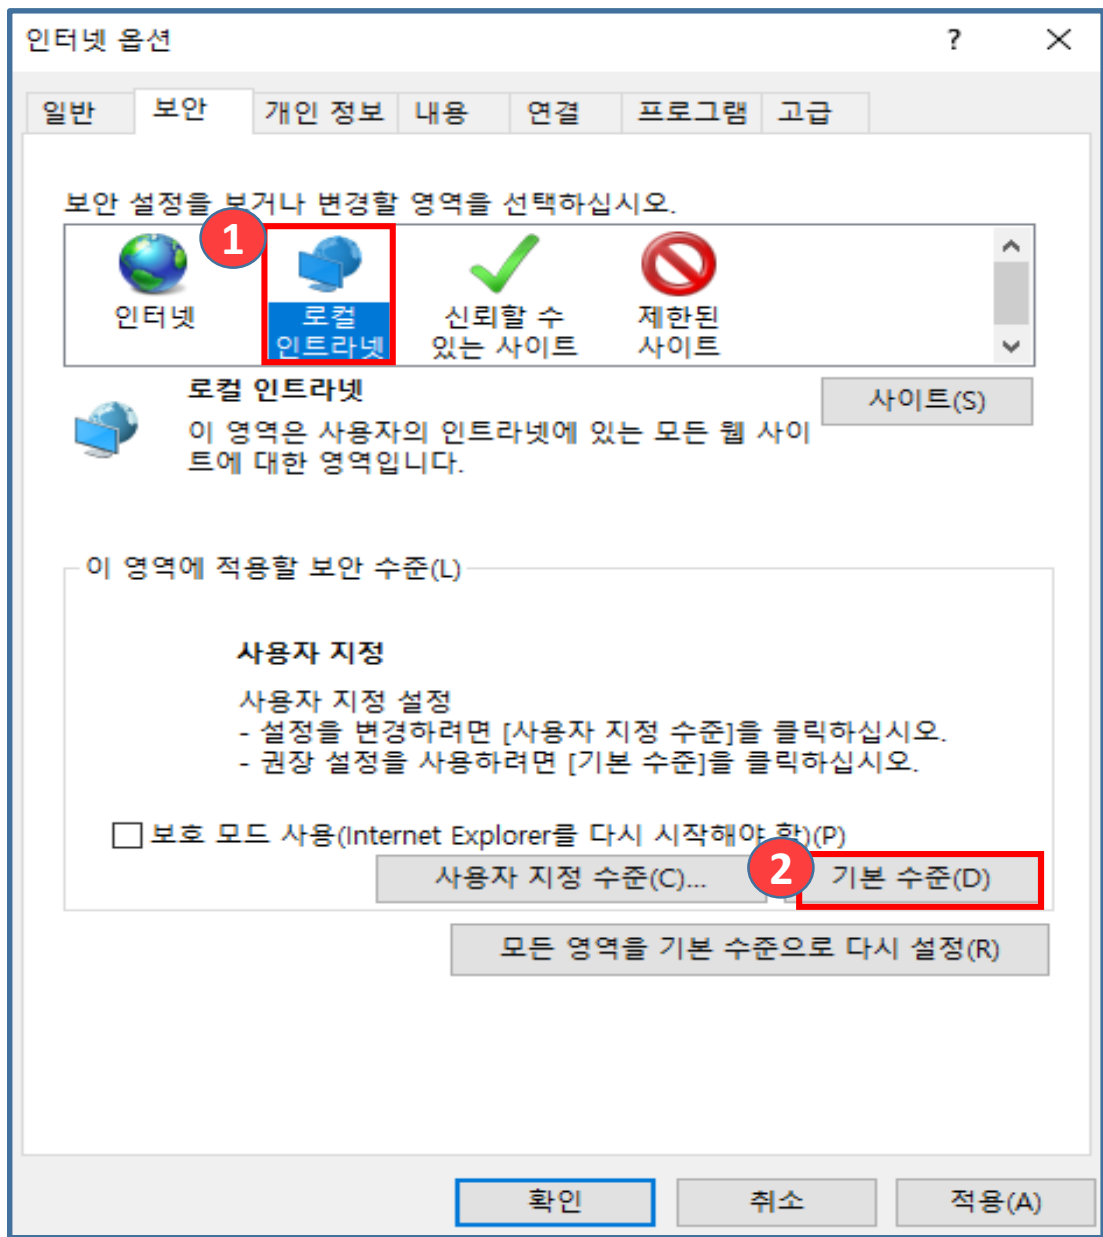 인터넷 옵션
?
일반 보안 개인 정보 내용 연결 프로그램 고급
보안 설정을 보거나 변경할 영역을 선택하십시오.
1
인터넷
로컬
인트라넷
신뢰할 수
있는 사이트
제한된
사이트
로컬 인트라넷
사이트(S)
이 영역은 사용자의 인트라넷에 있는 모든 웹 사이
트에 대한 영역입니다.
이 영역에 적용할 보안 수준(L)
사용자 지정
사용자 지정 설정
- 설정을 변경하려면 [사용자 지정 수준]을 클릭하십시오.
- 권장 설정을 사용하려면 [기본 수준]을 클릭하십시오.
보호 모드 사용(Internet Explorer를 다시 시작해야 함)(P)
사용자 지정 수준(C)...
2
기본 수준(D)
모든 영역을 기본 수준으로 다시 설정(R)
확인 취소 적용(A)